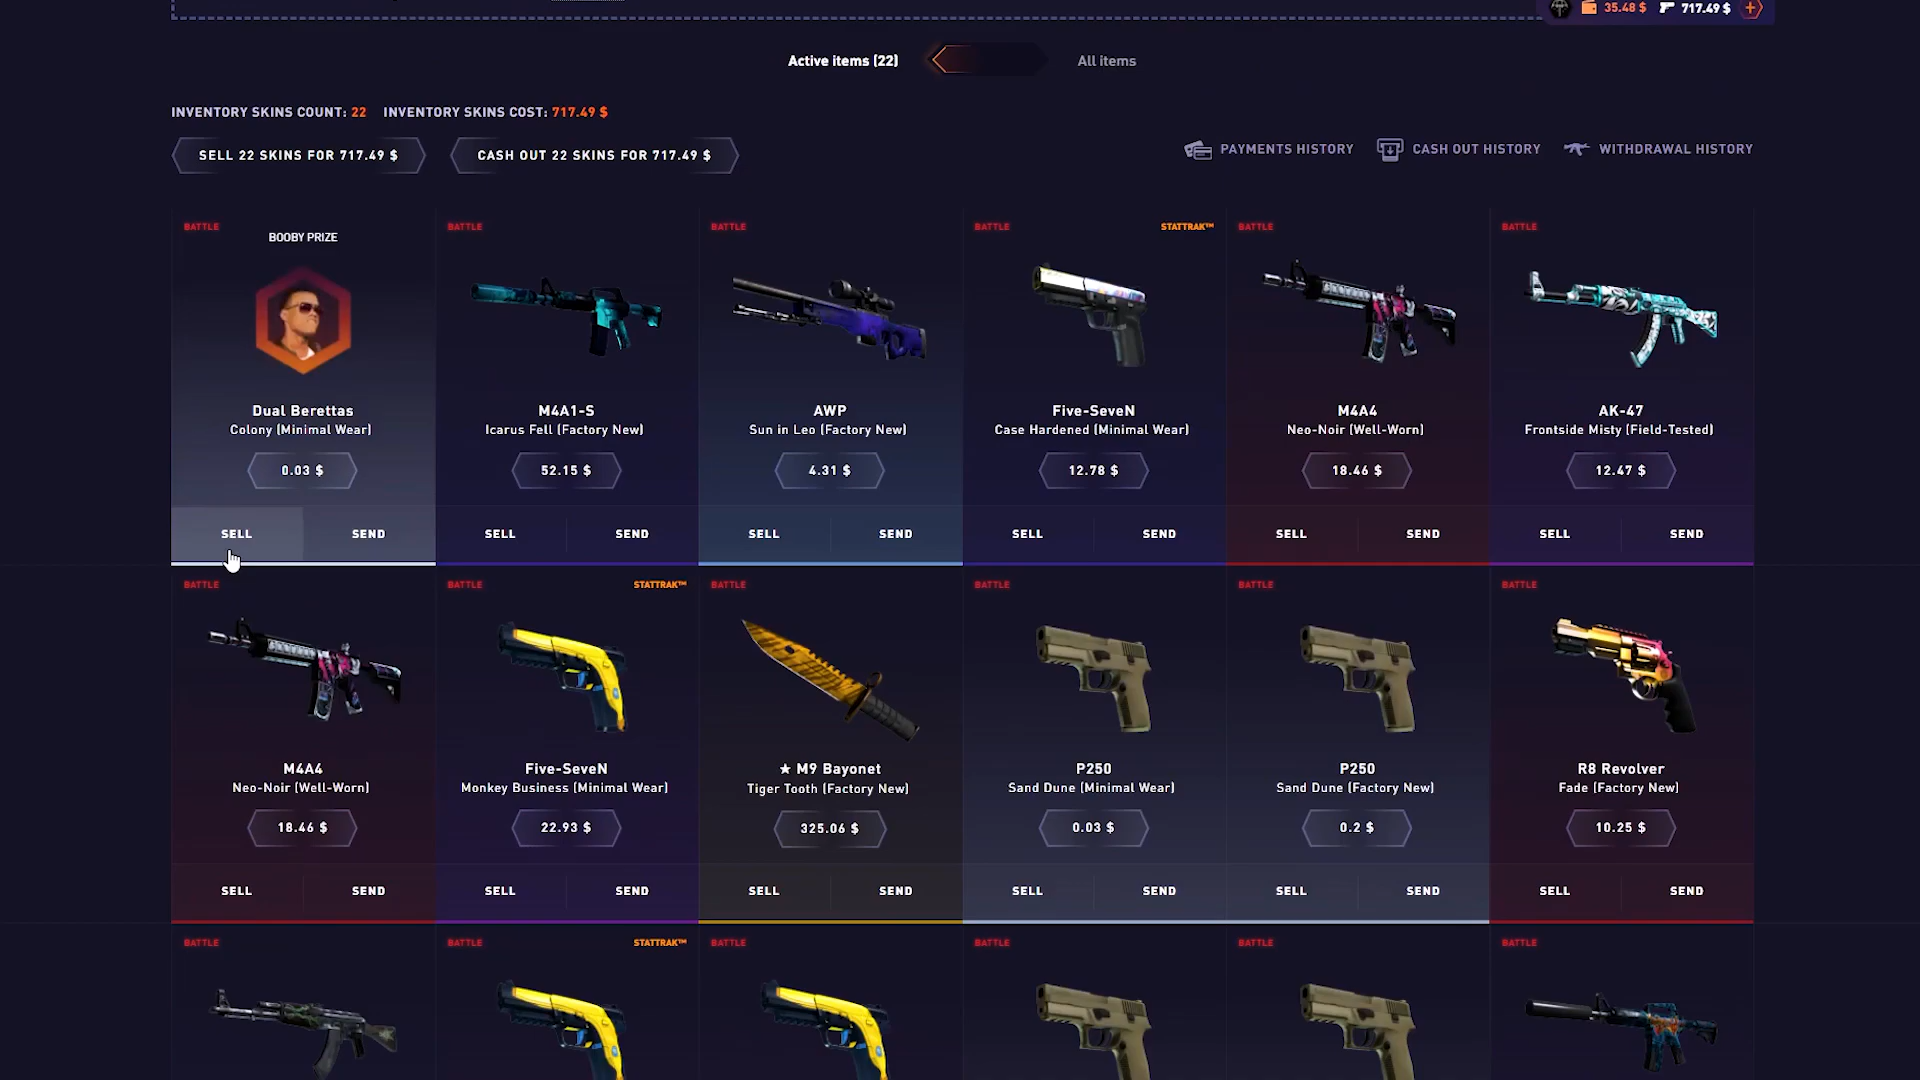 35.48 $ 717.49 $
Active items (22) All items
INVENTORY SKINS COUNT: 22 INVENTORY SKINS COST: 717.49 $
SELL 22 SKINS FOR 717.49 $ CASH OUT 22 SKINS FOR 717.49 $ PAYMENTS HISTORY CASH OUT HISTORY WITHDRAWAL HISTORY
BATTLE BATTLE BATTLE BATTLE STATTRAK™ BATTLE BATTLE
BOOBY PRIZE
Dual Berettas M4A1-S AWP Five-SeveN M4A4 AK-47
Colony (Minimal Wear) Icarus Fell (Factory New) Sun in Leo (Factory New) Case Hardened (Minimal Wear) Neo-Noir (Well-Worn) Frontside Misty (Field-Tested)
0.03 $ 52.15 $ 4.31 $ 12.78 $ 18.46 $ 12.47 $
SELL SEND SELL SEND SELL SEND SELL SEND SELL SEND SELL SEND
BATTLE BATTLE STATTRAK™ BATTLE BATTLE BATTLE BATTLE
M4A4 Five-SeveN ★ M9 Bayonet P250 P250 R8 Revolver
Neo-Noir (Well-Worn) Monkey Business (Minimal Wear) Tiger Tooth (Factory New) Sand Dune (Minimal Wear) Sand Dune (Factory New) Fade (Factory New)
18.46 $ 22.93 $ 325.06 $ 0.03 $ 0.2 $ 10.25 $
SELL SEND SELL SEND SELL SEND SELL SEND SELL SEND SELL SEND
BATTLE BATTLE STATTRAK™ BATTLE BATTLE BATTLE BATTLE